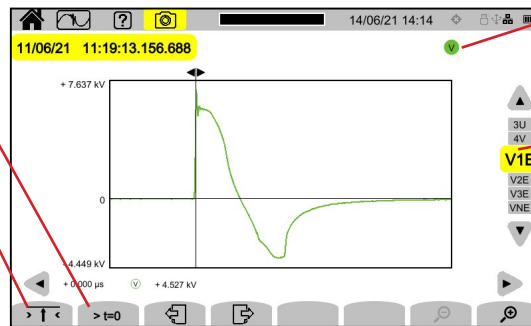 ? 14/06/21 14:14
11/06/21 11:19:13.156.688
V
+ 7.637 kV
3U
4V
V1E
V2E
V3E
VNE
0
- 4.449 kV
+ 0.000 µs V + 4.527 kV
> t=0